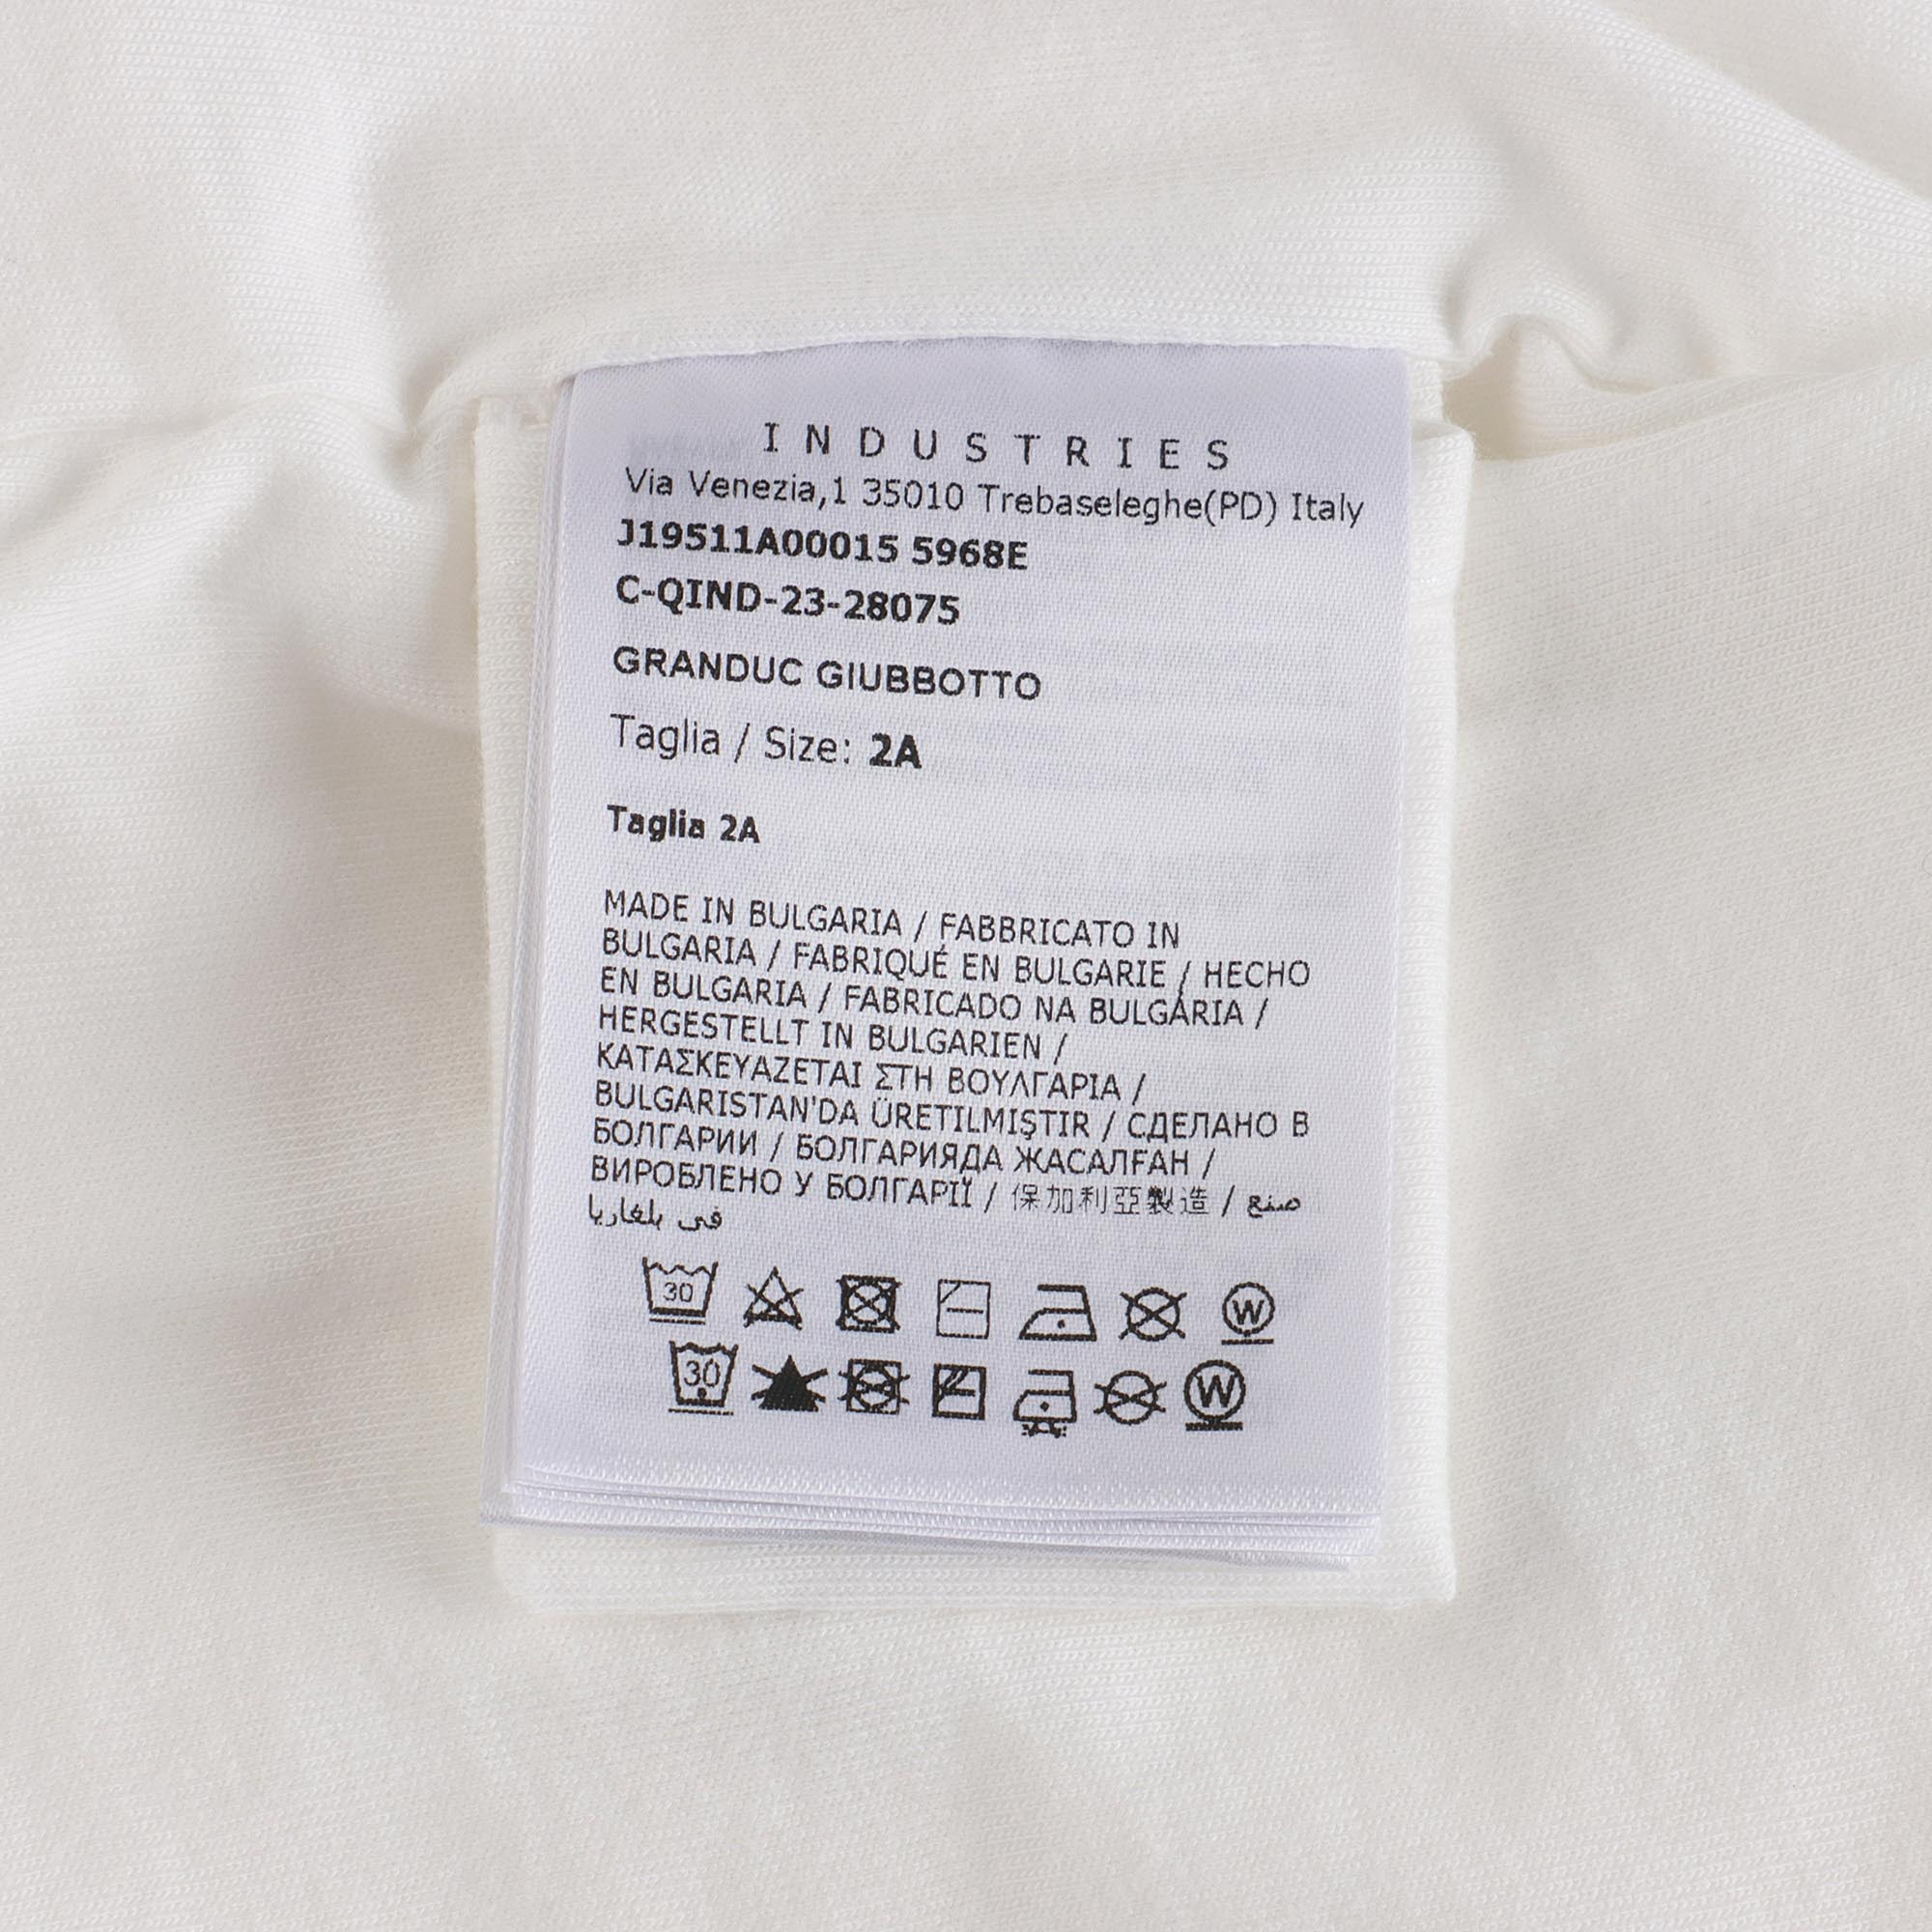 INDUSTRIES
Via Venezia,1 35010 Trebaseleghe(PD) Italy
J19511A00015 5968E
C-QIND-23-28075
GRANDUC GIUBBOTTO
Taglia / Size: 2A
Taglia 2A
MADE IN BULGARIA / FABBRICATO IN
BULGARIA / FABRIQUÉ EN BULGARIE / HECHO
EN BULGARIA / FABRICADO NA BULGÁRIA /
HERGESTELLT IN BULGARIEN /
ΚΑΤΑΣΚΕΥΑΖΕΤΑΙ ΣΤΗ ΒΟΥΛΓΑΡΙΑ /
BULGARISTAN'DA ÜRETILMIŞTIR / СДЕЛАНО В
БОЛГАРИИ / БОЛГАРИЯДА ЖАСАЛҒАН /
ВИРОБЛЕНО У БОЛГАРІЇ / 保加利亞製造 / صنع
فى بلغاريا
30 W
30 W